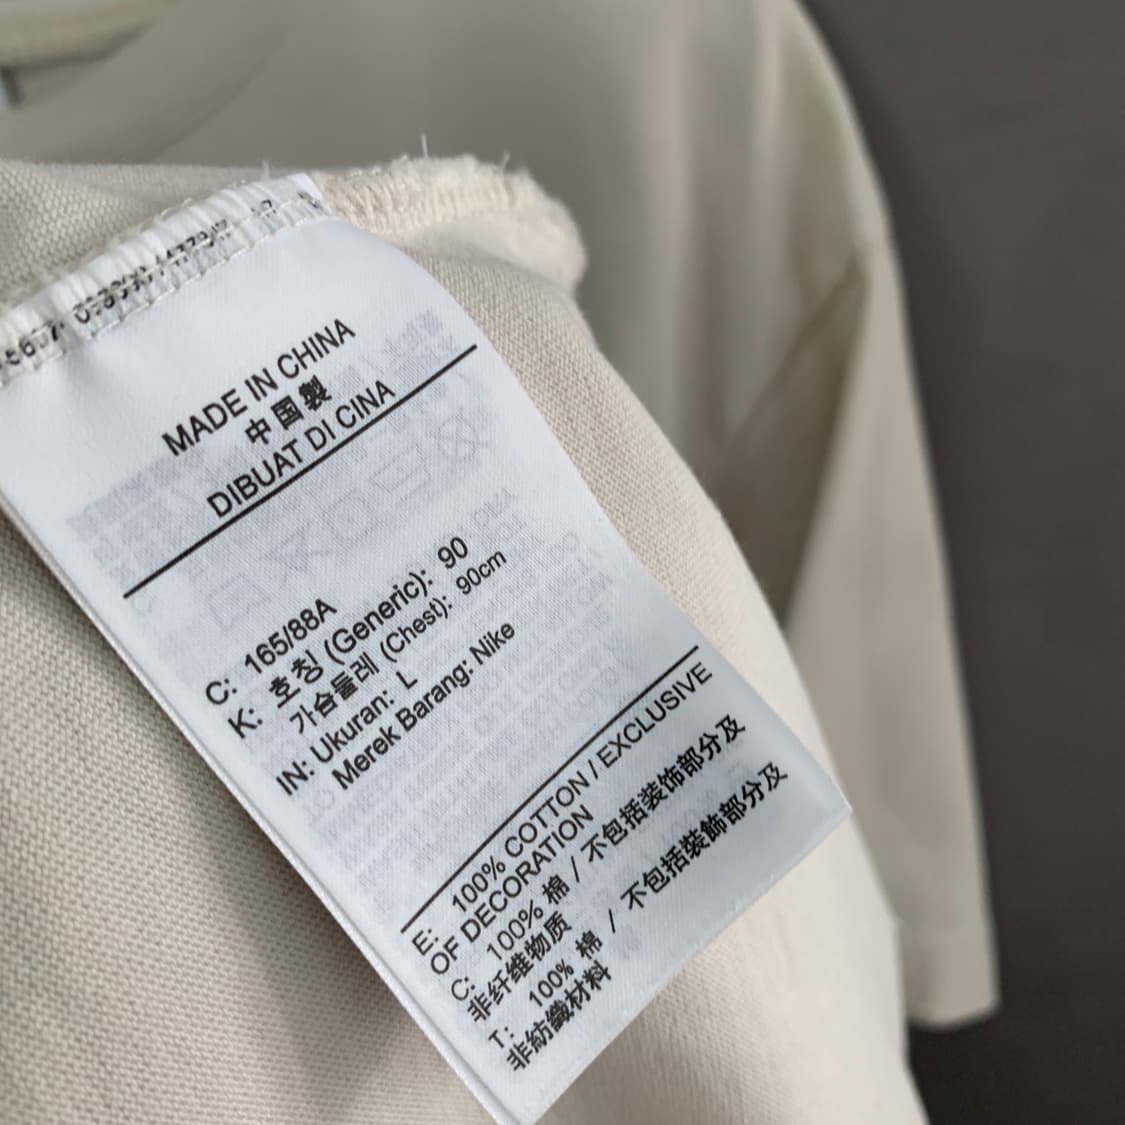 MADE IN CHINA
中国製
DIBUAT DI CINA
C: 165/88A
K: 호칭 (Generic): 90
가슴둘레 (Chest): 90cm
IN: Ukuran: L
Merek Barang: Nike
E: 100% COTTON / EXCLUSIVE
OF DECORATION
C: 100% 棉 / 不包括装饰部分及
非纤维物质
T: 100% 棉 / 不包括裝飾部分及
非紡織材料